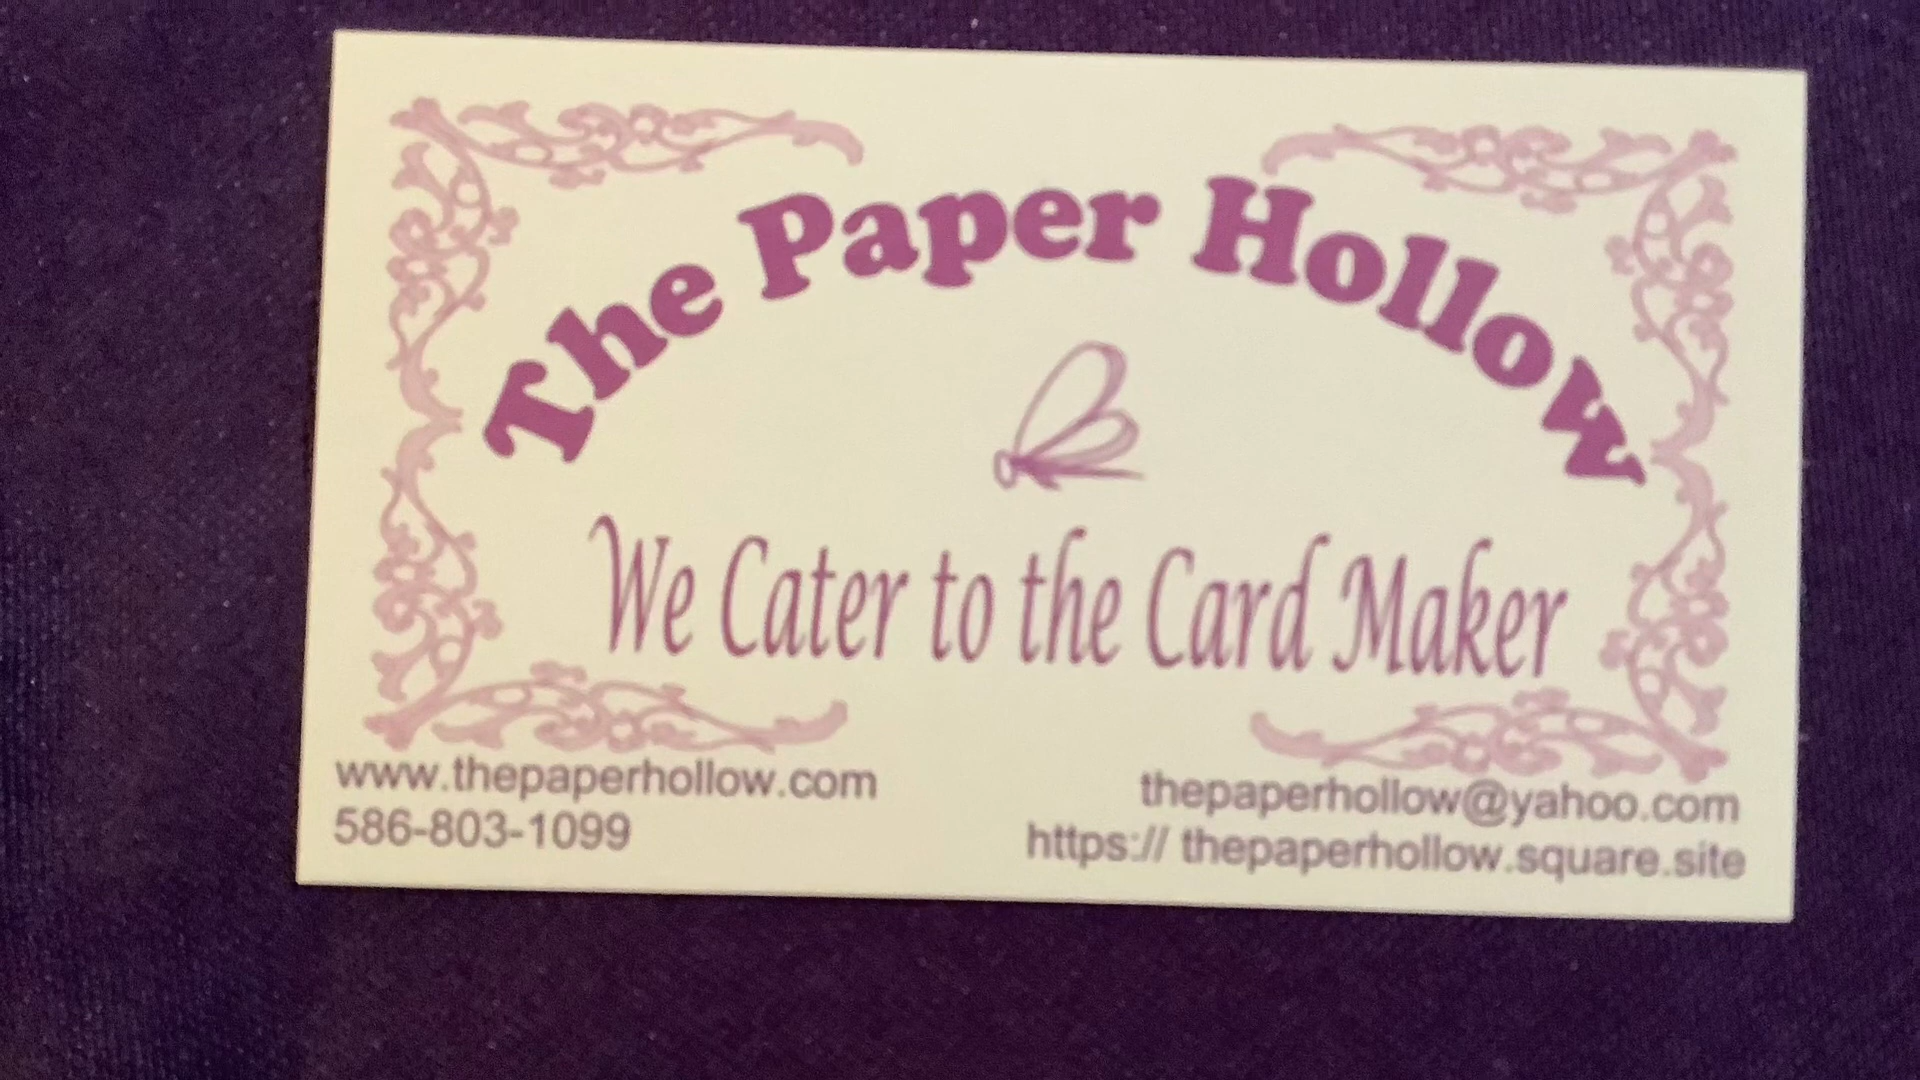 The Paper Hollow
We Cater to the Card Maker
www.thepaperhollow.com
586-803-1099
thepaperhollow@yahoo.com
https:// thepaperhollow.square.site